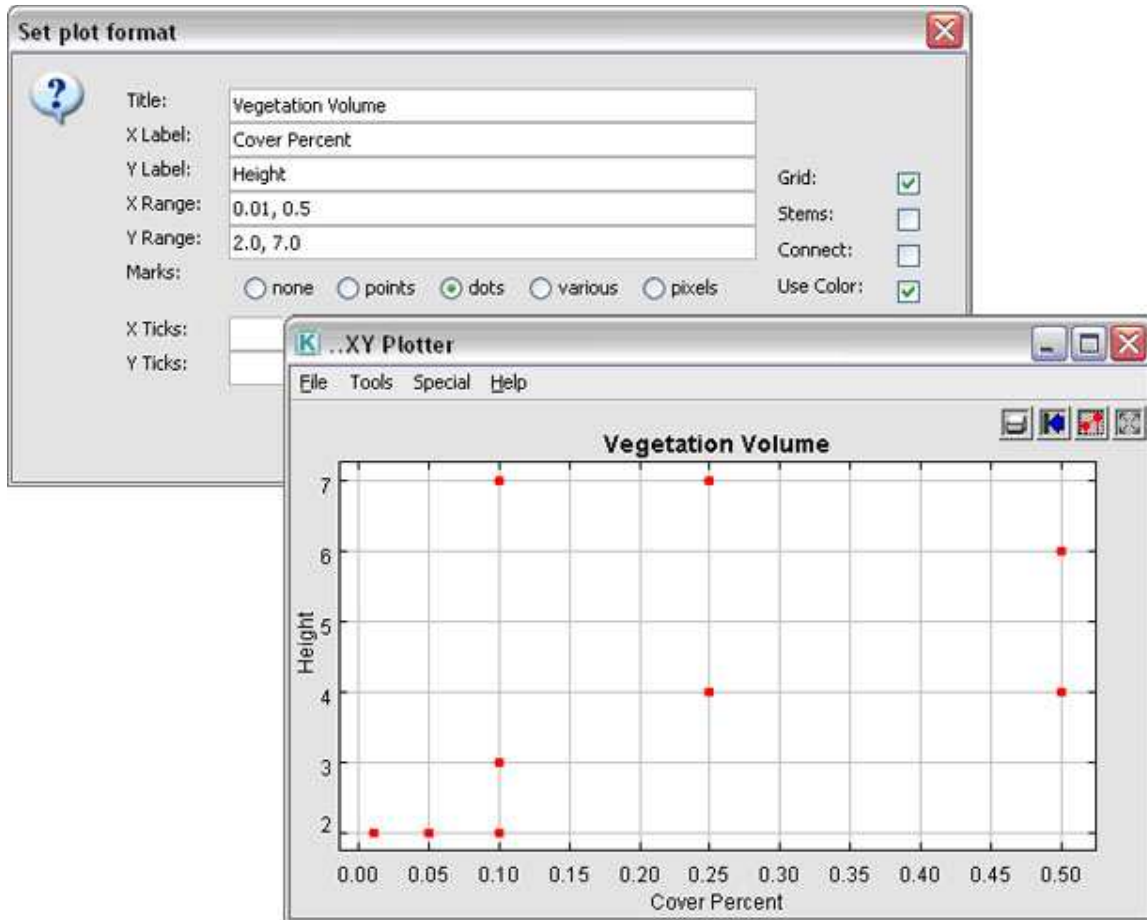 Set plot format
?
Title: Vegetation Volume
X Label: Cover Percent
Y Label: Height
X Range: 0.01, 0.5
Y Range: 2.0, 7.0
Marks: none points dots various pixels
X Ticks:
Y Ticks:
Grid:
Stems:
Connect:
Use Color:
K ..XY Plotter
File Tools Special Help
Vegetation Volume
7
6
5
4
3
2
Height
0.00 0.05 0.10 0.15 0.20 0.25 0.30 0.35 0.40 0.45 0.50
Cover Percent